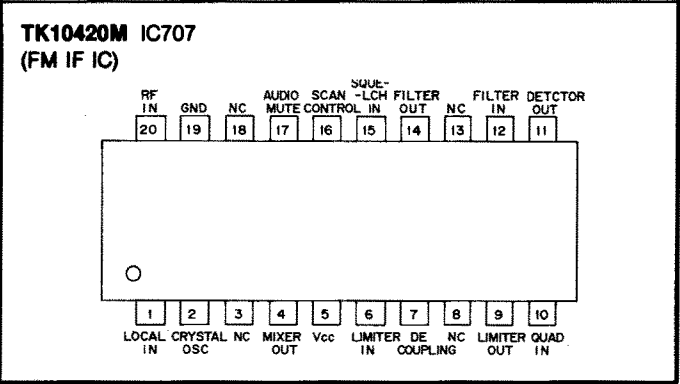 TK10420M IC707
(FM IF IC)
SQUE-
RF AUDIO SCAN -LCH FILTER FILTER DETCTOR
IN GND NC MUTE CONTROL IN OUT NC IN OUT
20 19 18 17 16 15 14 13 12 11
1 2 3 4 5 6 7 8 9 10
LOCAL CRYSTAL NC MIXER Vcc LIMITER DE NC LIMITER QUAD
IN OSC OUT IN COUPLING OUT IN